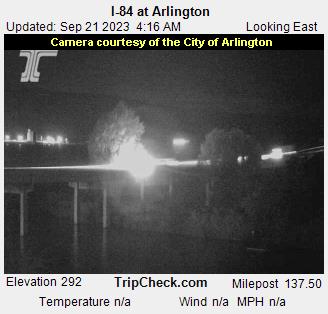 I-84 at Arlington
Updated: Sep 21 2023 4:16 AM Looking East
Camera courtesy of the City of Arlington
Elevation 292 TripCheck.com Milepost 137.50
Temperature n/a Wind n/a MPH n/a